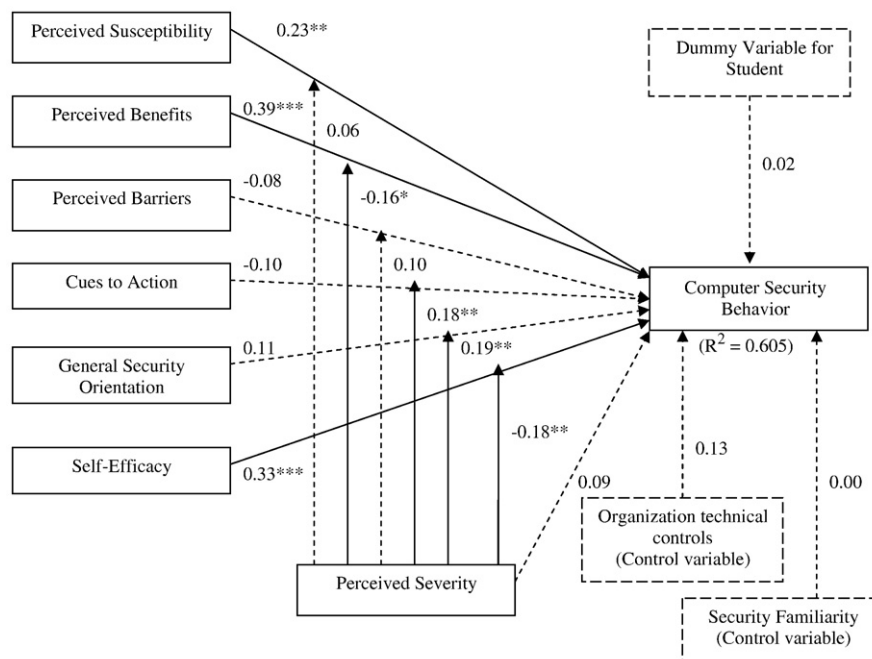 Perceived Susceptibility
0.23**
Dummy Variable for
Student
Perceived Benefits
0.39***
0.06
0.02
Perceived Barriers
-0.08
-0.16*
Cues to Action
-0.10
0.10
Computer Security
Behavior
(R² = 0.605)
General Security
Orientation
0.11
0.18**
0.19**
Self-Efficacy
0.33***
-0.18**
0.09
0.13
0.00
Organization technical
controls
(Control variable)
Perceived Severity
Security Familiarity
(Control variable)